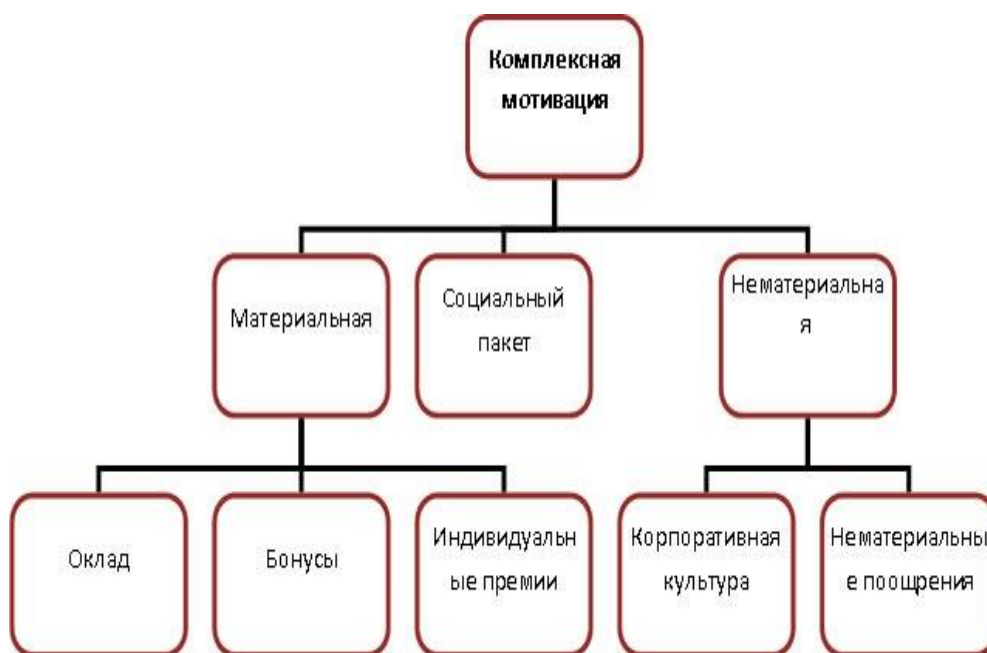 Комплексная
мотивация
Материальная
Социальный
пакет
Нематериальна
я
Оклад
Бонусы
Индивидуальн
ые премии
Корпоративная
культура
Нематериальны
е поощрения